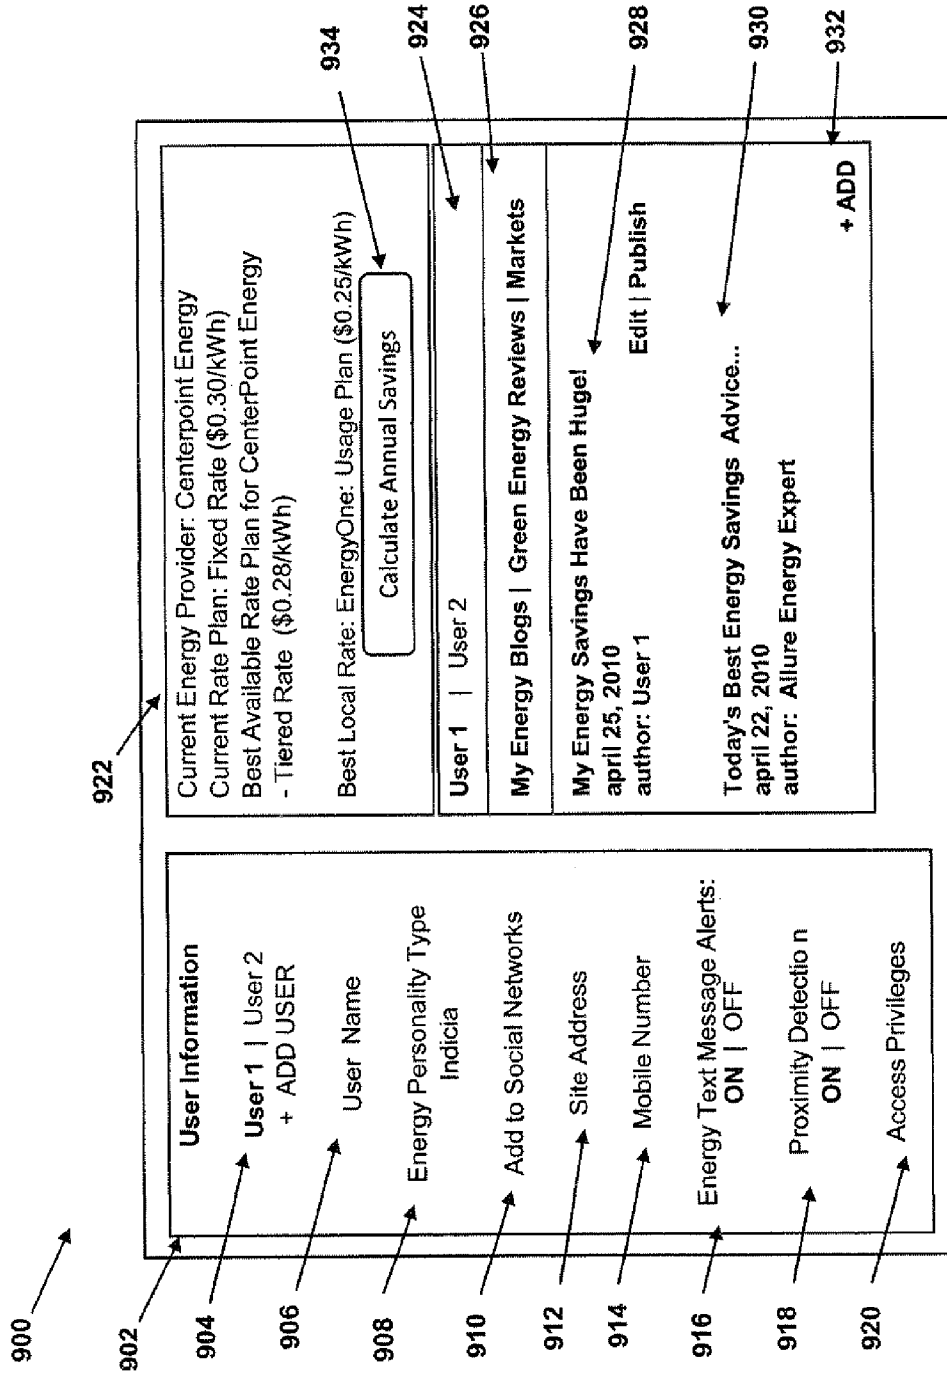 900
902
User Information
904
User 1 | User 2
+ ADD USER
906
User Name
908
Energy Personality Type
Indicia
910
Add to Social Networks
912
Site Address
914
Mobile Number
916
Energy Text Message Alerts:
ON | OFF
918
Proximity Detectio n
ON | OFF
920
Access Privileges
922
Current Energy Provider: Centerpoint Energy
Current Rate Plan: Fixed Rate ($0.30/kWh)
Best Available Rate Plan for CenterPoint Energy
- Tiered Rate ($0.28/kWh)
Best Local Rate: EnergyOne: Usage Plan ($0.25/kWh)
Calculate Annual Savings
934
User 1 | User 2
924
My Energy Blogs | Green Energy Reviews | Markets
926
My Energy Savings Have Been Huge!
april 25, 2010
author: User 1
Edit | Publish
928
Today's Best Energy Savings Advice...
april 22, 2010
author: Allure Energy Expert
930
+ ADD
932